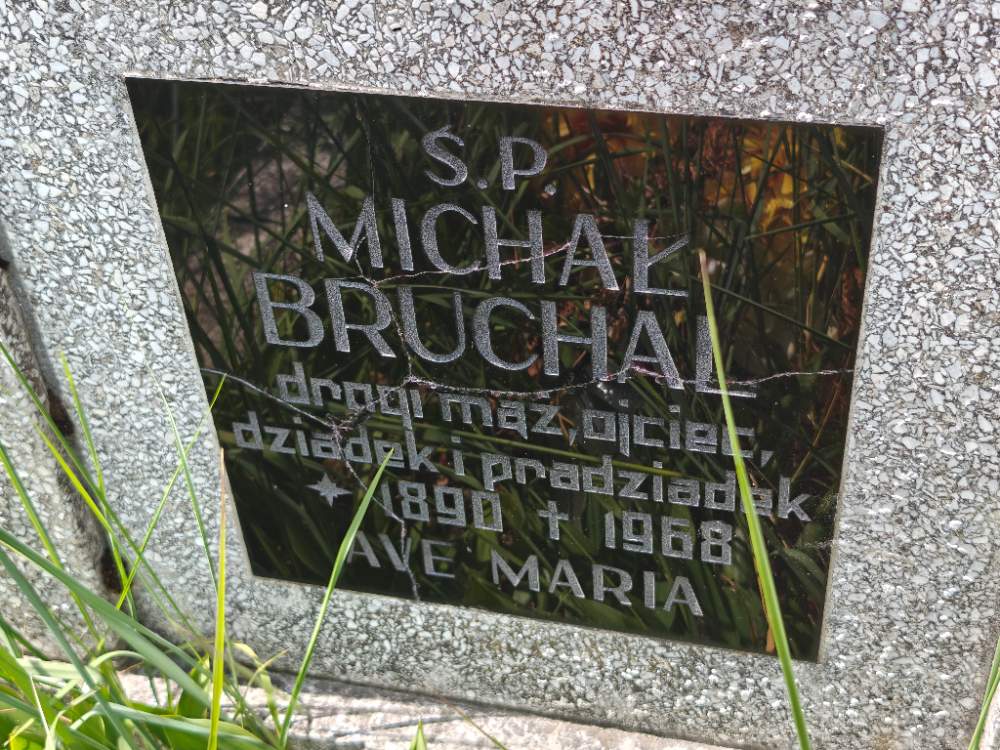 Ś.P.
MICHAŁ
BRUCHAL
drogi mąż, ojciec,
dziadek i pradziadek
★ 1890 ✝ 1968
AVE MARIA